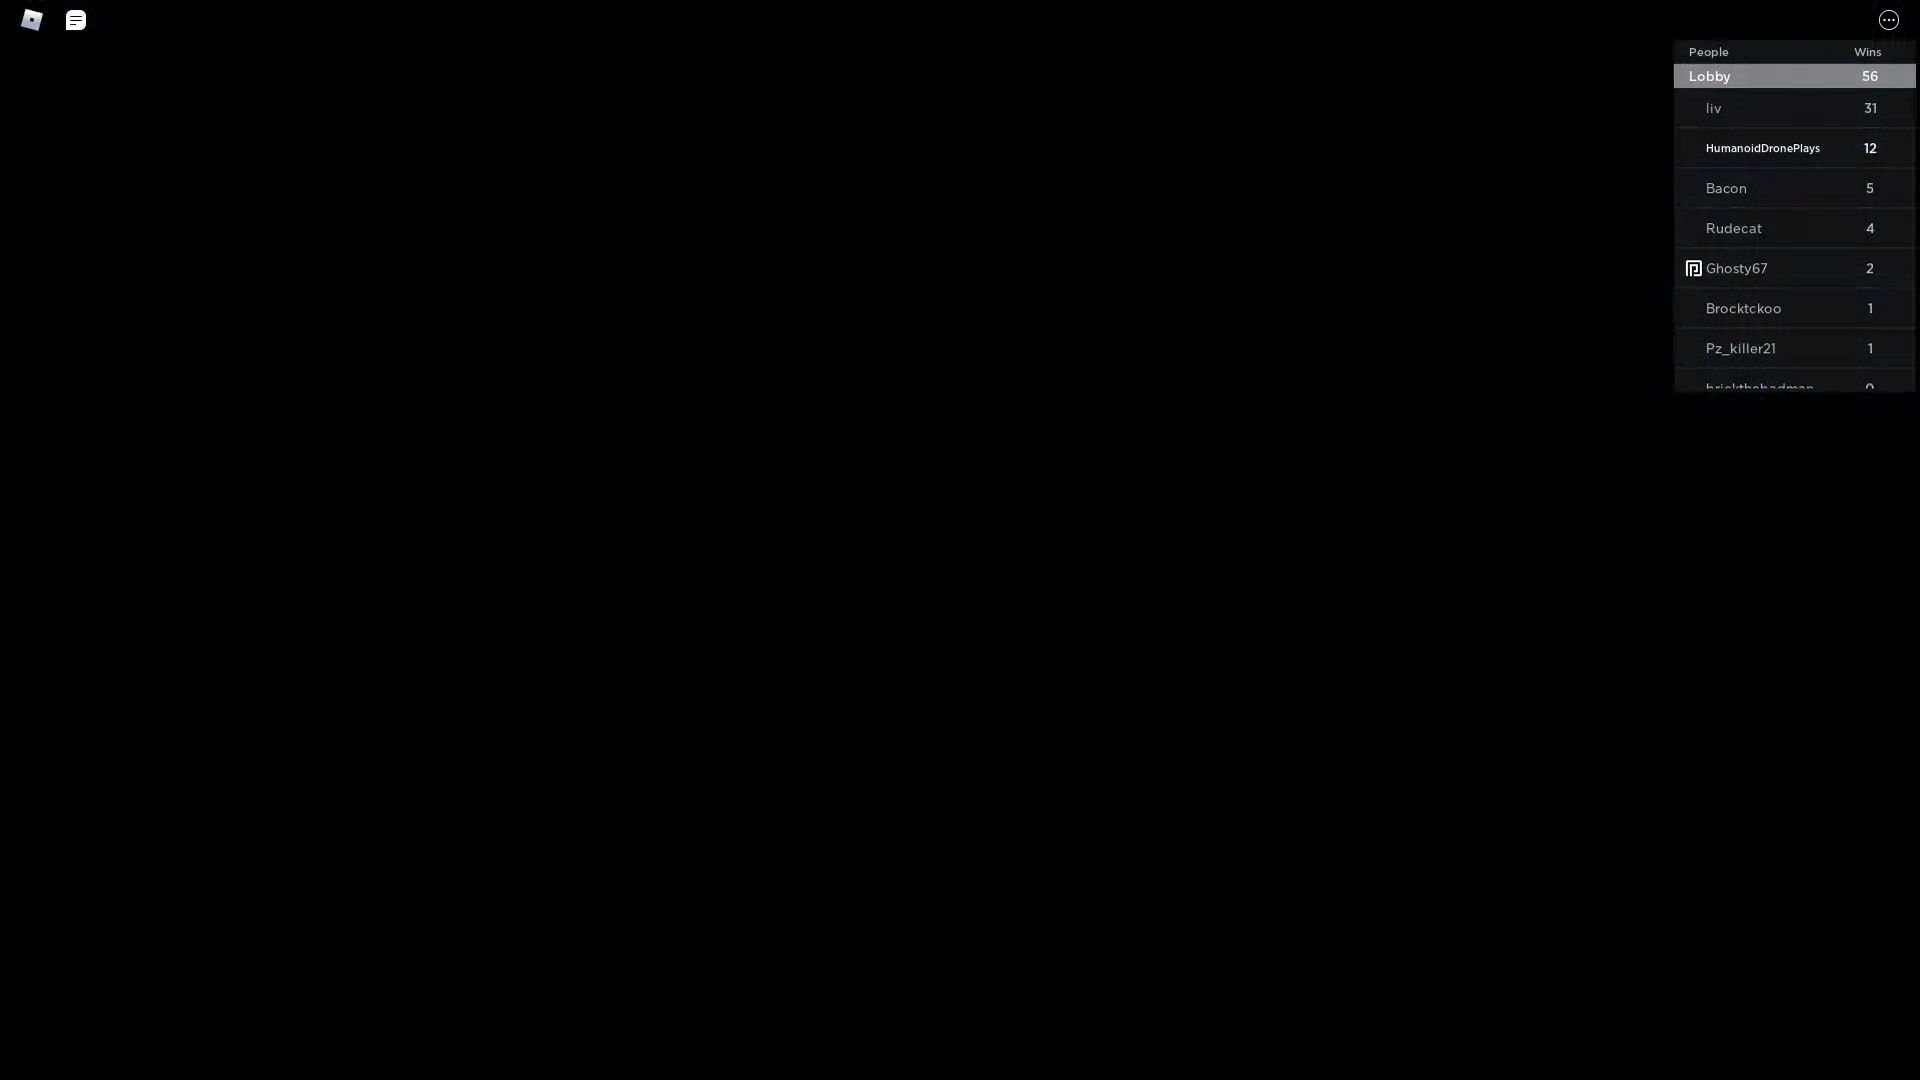 People Wins
Lobby 56
liv 31
HumanoidDronePlays 12
Bacon 5
Rudecat 4
Ghosty67 2
Brocktckoo 1
Pz_killer21 1